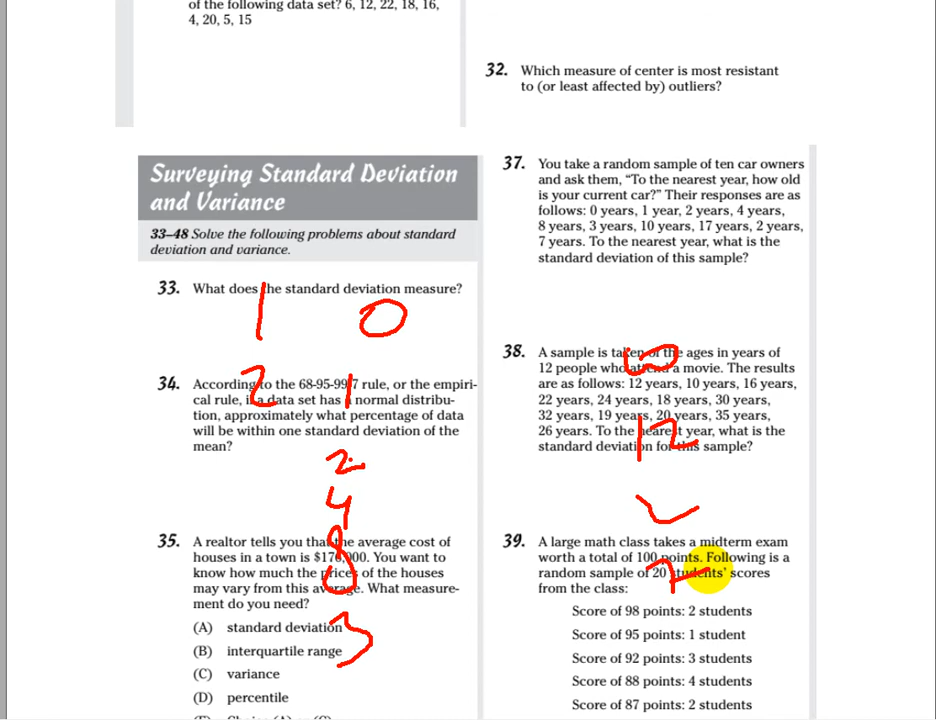 of the following data set? 6, 12, 22, 18, 16,
4, 20, 5, 15
32. Which measure of center is most resistant
to (or least affected by) outliers?
Surveying Standard Deviation
and Variance
33–48 Solve the following problems about standard
deviation and variance.
33. What does the standard deviation measure?
1 0
34. According to the 68-95-99.7 rule, or the empiri-
cal rule, if a data set has a normal distribu-
tion, approximately what percentage of data
will be within one standard deviation of the
mean?
2 1
2
4
8
3
35. A realtor tells you that the average cost of
houses in a town is $176,000. You want to
know how much the prices of the houses
may vary from this average. What measure-
ment do you need?
(A) standard deviation
(B) interquartile range
(C) variance
(D) percentile
37. You take a random sample of ten car owners
and ask them, “To the nearest year, how old
is your current car?” Their responses are as
follows: 0 years, 1 year, 2 years, 4 years,
8 years, 3 years, 10 years, 17 years, 2 years,
7 years. To the nearest year, what is the
standard deviation of this sample?
38. A sample is taken of the ages in years of
12 people who attend a movie. The results
are as follows: 12 years, 10 years, 16 years,
22 years, 24 years, 18 years, 30 years,
32 years, 19 years, 20 years, 35 years,
26 years. To the nearest year, what is the
standard deviation for this sample?
12
7
39. A large math class takes a midterm exam
worth a total of 100 points. Following is a
random sample of 20 students’ scores
from the class:
Score of 98 points: 2 students
Score of 95 points: 1 student
Score of 92 points: 3 students
Score of 88 points: 4 students
Score of 87 points: 2 students